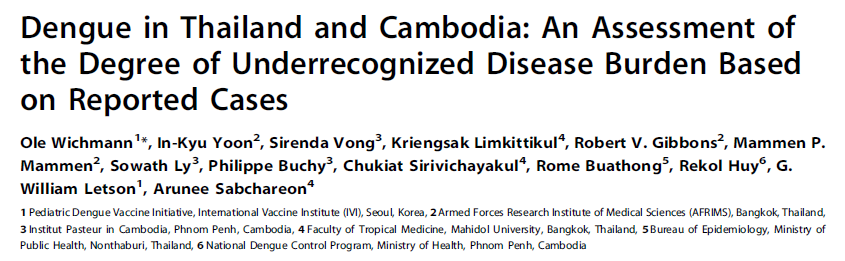 Dengue in Thailand and Cambodia: An Assessment of
the Degree of Underrecognized Disease Burden Based
on Reported Cases
Ole Wichmann1*, In-Kyu Yoon2, Sirenda Vong3, Kriengsak Limkittikul4, Robert V. Gibbons2, Mammen P.
Mammen2, Sowath Ly3, Philippe Buchy3, Chukiat Sirivichayakul4, Rome Buathong5, Rekol Huy6, G.
William Letson1, Arunee Sabchareon4
1 Pediatric Dengue Vaccine Initiative, International Vaccine Institute (IVI), Seoul, Korea, 2 Armed Forces Research Institute of Medical Sciences (AFRIMS), Bangkok, Thailand,
3 Institut Pasteur in Cambodia, Phnom Penh, Cambodia, 4 Faculty of Tropical Medicine, Mahidol University, Bangkok, Thailand, 5 Bureau of Epidemiology, Ministry of
Public Health, Nonthaburi, Thailand, 6 National Dengue Control Program, Ministry of Health, Phnom Penh, Cambodia